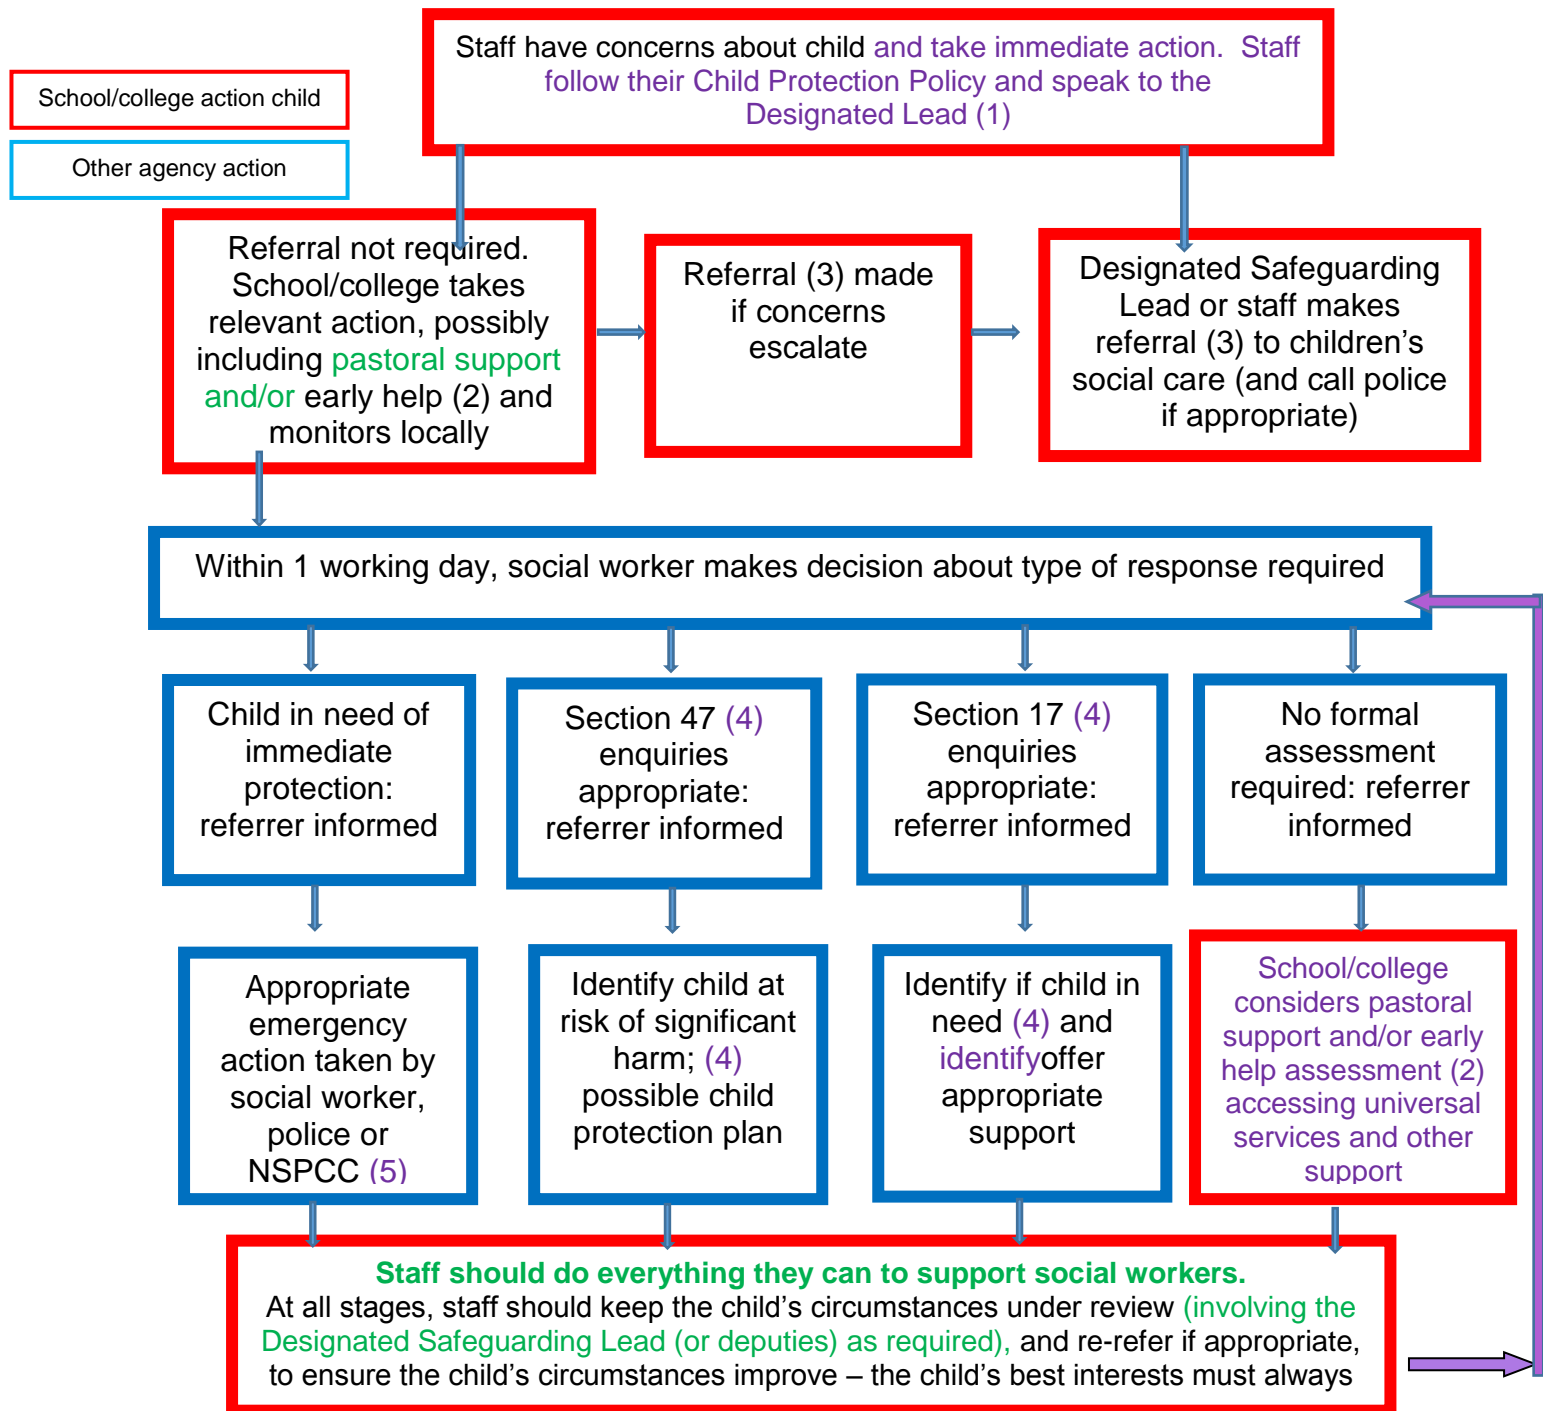 Staff have concerns about child and take immediate action.  Staff
follow their Child Protection Policy and speak to the
Designated Lead (1)
School/college action child
Other agency action
Referral not required.
School/college takes
relevant action, possibly
including pastoral support
and/or early help (2) and
monitors locally
Referral (3) made
if concerns
escalate
Designated Safeguarding
Lead or staff makes
referral (3) to children’s
social care (and call police
if appropriate)
Within 1 working day, social worker makes decision about type of response required
Child in need of
immediate
protection:
referrer informed
Section 47 (4)
enquiries
appropriate:
referrer informed
Section 17 (4)
enquiries
appropriate:
referrer informed
No formal
assessment
required: referrer
informed
Appropriate
emergency
action taken by
social worker,
police or
NSPCC (5)
Identify child at
risk of significant
harm; (4)
possible child
protection plan
Identify if child in
need (4) and
identifyoffer
appropriate
support
School/college
considers pastoral
support and/or early
help assessment (2)
accessing universal
services and other
support
Staff should do everything they can to support social workers.
At all stages, staff should keep the child’s circumstances under review (involving the
Designated Safeguarding Lead (or deputies) as required), and re-refer if appropriate,
to ensure the child’s circumstances improve – the child’s best interests must always